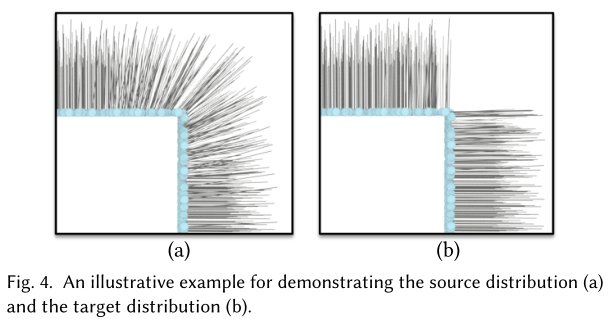 (a) (b)
Fig. 4. An illustrative example for demonstrating the source distribution (a)
and the target distribution (b).